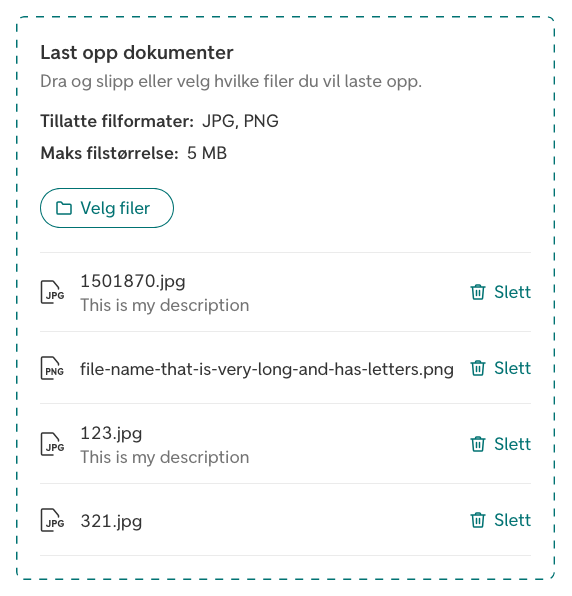 Last opp dokumenter
Dra og slipp eller velg hvilke filer du vil laste opp.
Tillatte filformater: JPG, PNG
Maks filstørrelse: 5 MB
Velg filer
JPG 1501870.jpg Slett
This is my description
PNG file-name-that-is-very-long-and-has-letters.png Slett
JPG 123.jpg Slett
This is my description
JPG 321.jpg Slett